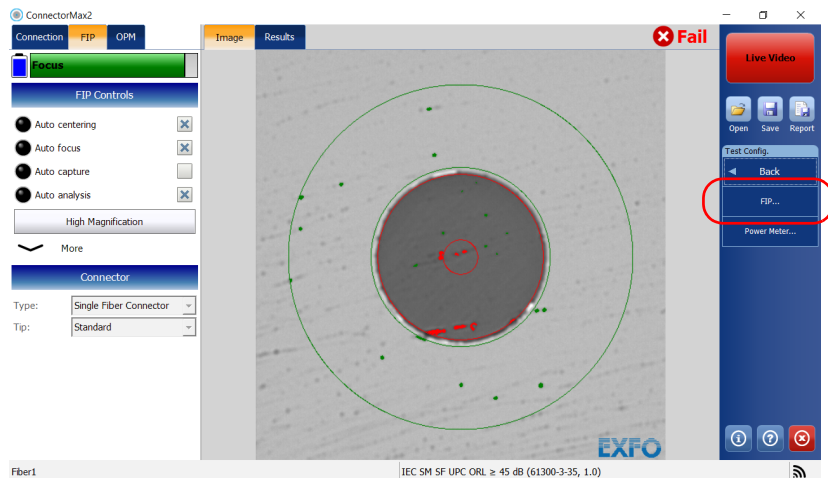 ConnectorMax2
Connection FIP OPM
Focus
FIP Controls
Auto centering
Auto focus
Auto capture
Auto analysis
High Magnification
More
Connector
Type: Single Fiber Connector
Tip: Standard
Image Results
Fail
EXFO
Live Video
Open Save Report
Test Config.
Back
FIP...
Power Meter...
Fiber1
IEC SM SF UPC ORL ≥ 45 dB (61300-3-35, 1.0)